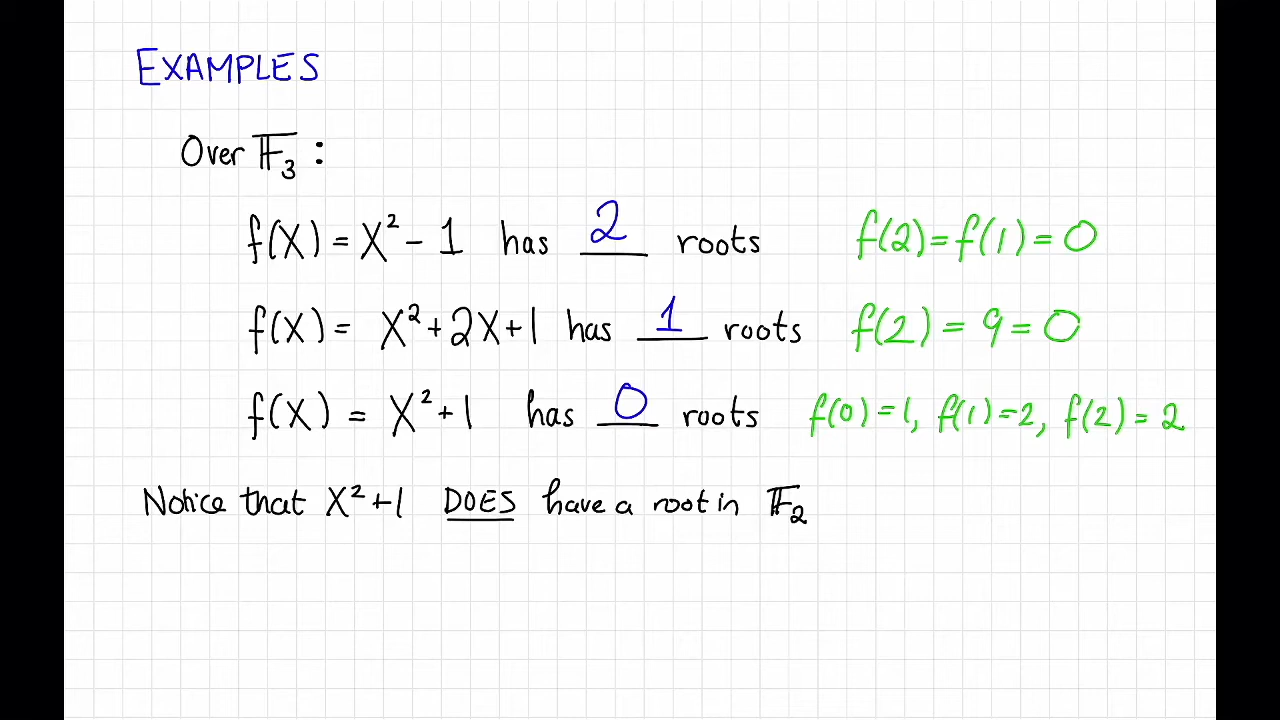 EXAMPLES
Over 𝔽₃ :
f(X) = X² - 1 has 2 roots f(2)=f(1)=0
f(X) = X²+2X+1 has 1 roots f(2) = 9 = 0
f(X) = X²+1 has 0 roots f(0)=1, f(1)=2, f(2)=2
Notice that X²+1 DOES have a root in 𝔽₂